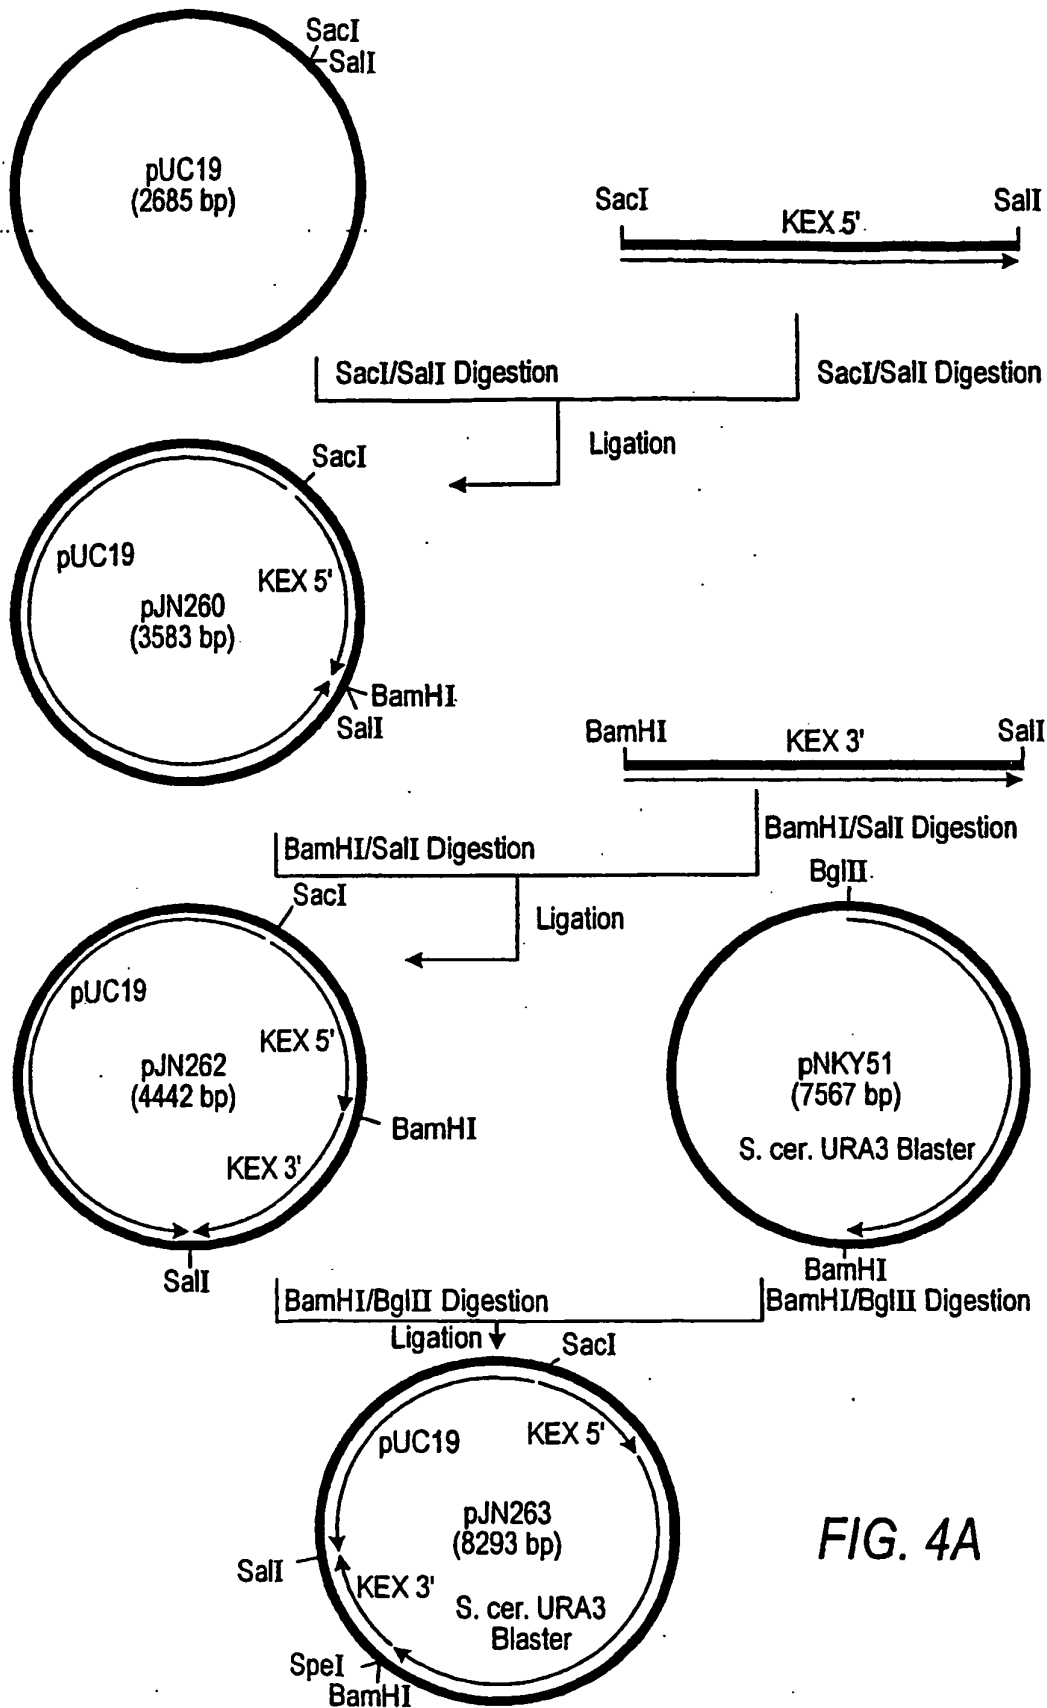 SacI
SalI
pUC19
(2685 bp)
SacI
KEX 5'
SalI
SacI/SalI Digestion
SacI/SalI Digestion
Ligation
SacI
pUC19
KEX 5'
pJN260
(3583 bp)
BamHI
SalI
BamHI
KEX 3'
SalI
BamHI/SalI Digestion
BamHI/SalI Digestion
Ligation
SacI
pUC19
KEX 5'
pJN262
(4442 bp)
BamHI
KEX 3'
SalI
BglII
pNKY51
(7567 bp)
S. cer. URA3 Blaster
BamHI
BamHI/BglII Digestion
BamHI/BglII Digestion
Ligation
SacI
pUC19
KEX 5'
pJN263
(8293 bp)
SalI
KEX 3'
S. cer. URA3
Blaster
SpeI
BamHI
FIG. 4A